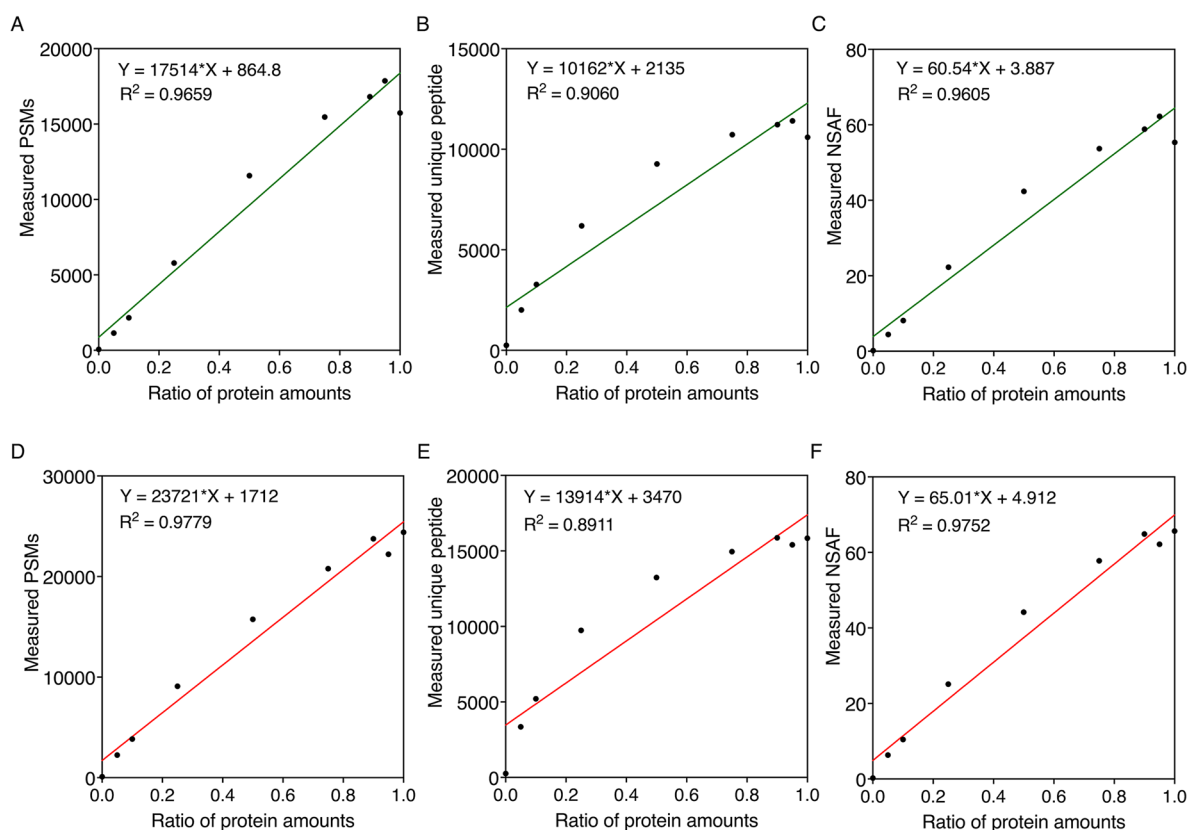 A
Measured PSMs
20000
15000
10000
5000
0
Y = 17514*X + 864.8
R² = 0.9659
0.0 0.2 0.4 0.6 0.8 1.0
Ratio of protein amounts
B
Measured unique peptide
15000
10000
5000
0
Y = 10162*X + 2135
R² = 0.9060
0.0 0.2 0.4 0.6 0.8 1.0
Ratio of protein amounts
C
Measured NSAF
80
60
40
20
0
Y = 60.54*X + 3.887
R² = 0.9605
0.0 0.2 0.4 0.6 0.8 1.0
Ratio of protein amounts
D
Measured PSMs
30000
20000
10000
0
Y = 23721*X + 1712
R² = 0.9779
0.0 0.2 0.4 0.6 0.8 1.0
Ratio of protein amounts
E
Measured unique peptide
20000
15000
10000
5000
0
Y = 13914*X + 3470
R² = 0.8911
0.0 0.2 0.4 0.6 0.8 1.0
Ratio of protein amounts
F
Measured NSAF
80
60
40
20
0
Y = 65.01*X + 4.912
R² = 0.9752
0.0 0.2 0.4 0.6 0.8 1.0
Ratio of protein amounts